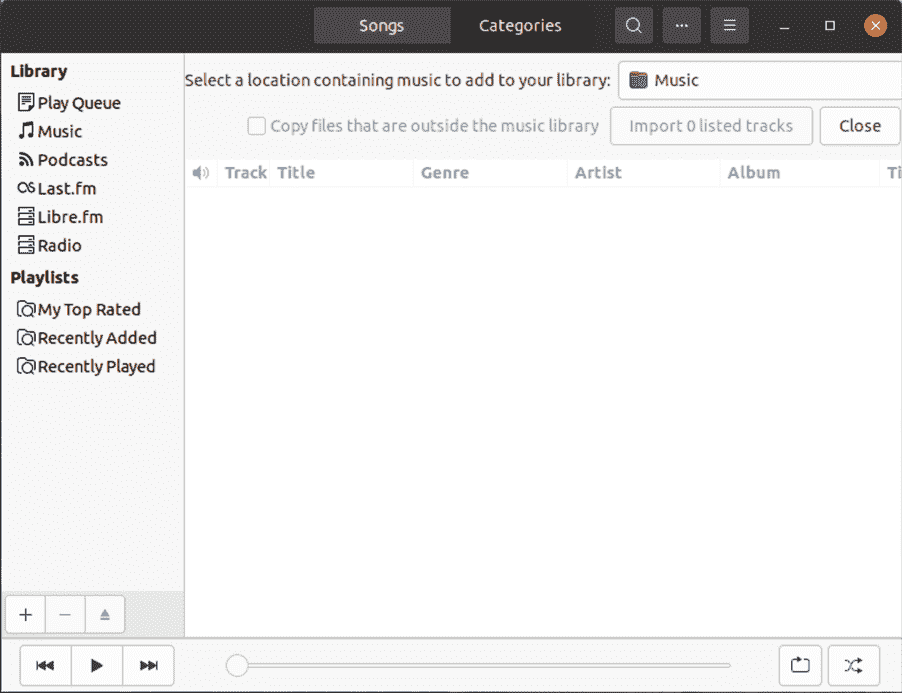 Songs Categories
Library
Select a location containing music to add to your library: Music
Play Queue
Copy files that are outside the music library Import 0 listed tracks Close
Music
Podcasts
Track Title Genre Artist Album Ti
Last.fm
Libre.fm
Radio
Playlists
My Top Rated
Recently Added
Recently Played